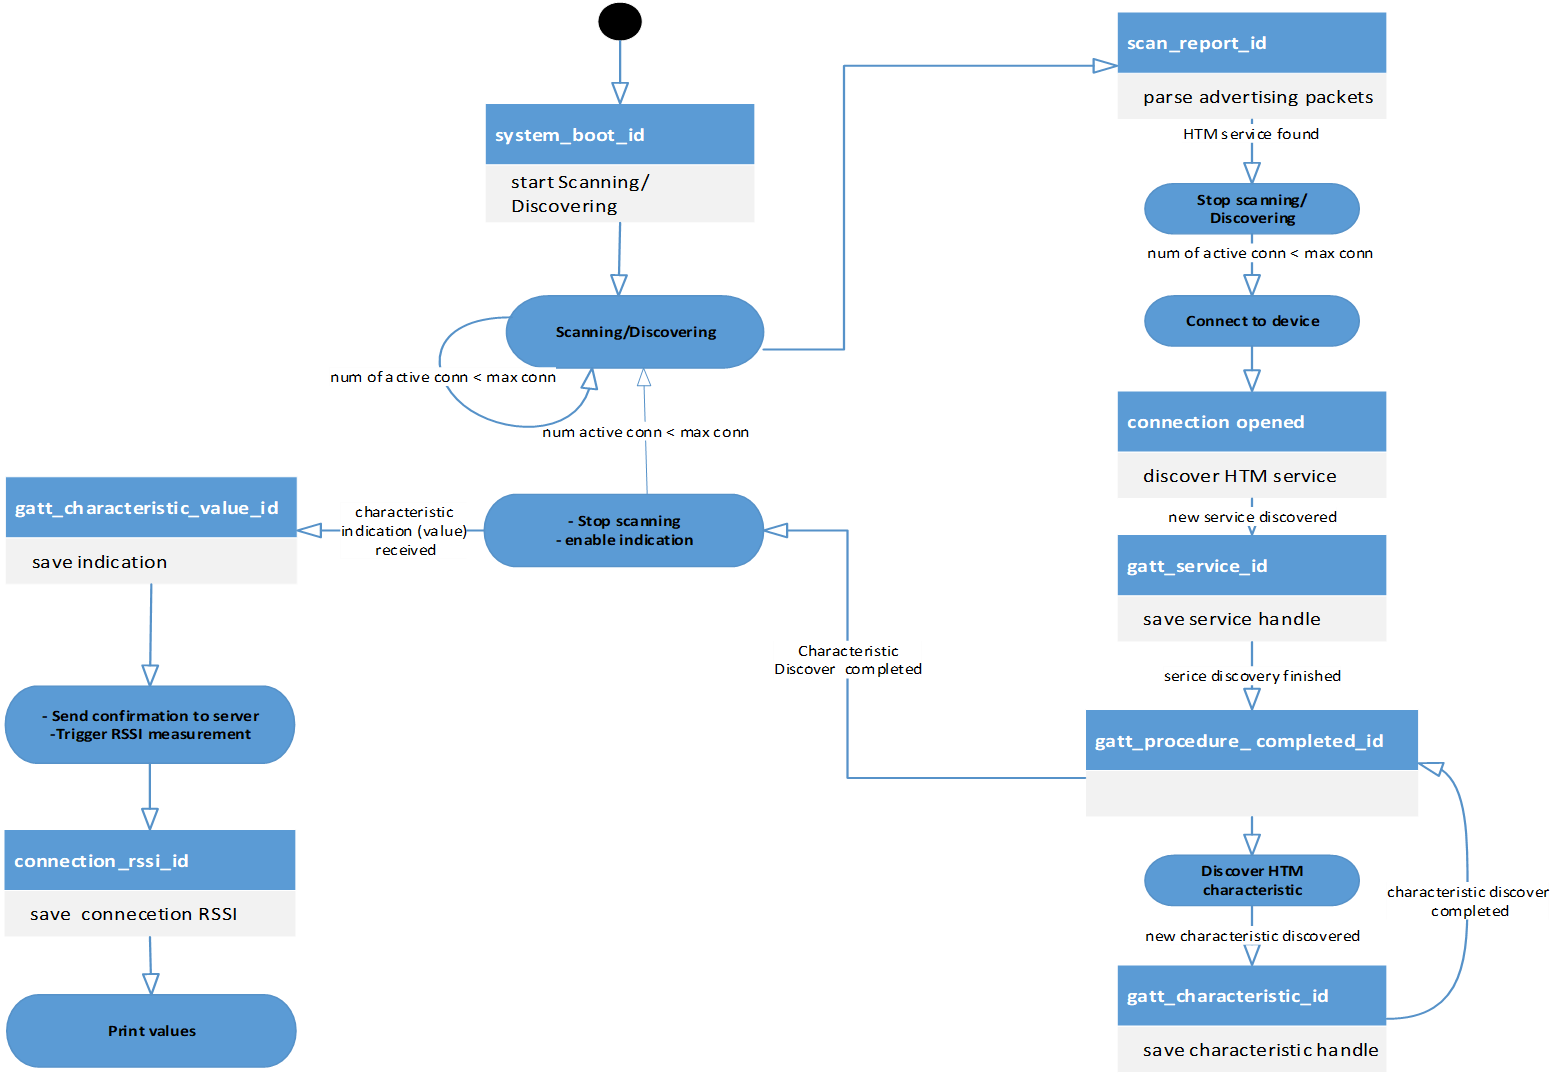 system_boot_id
start Scanning/
Discovering
Scanning/Discovering
num of active conn < max conn
num active conn < max conn
- Stop scanning
- enable indication
characteristic
indication (value)
received
gatt_characteristic_value_id
save indication
- Send confirmation to server
-Trigger RSSI measurement
connection_rssi_id
save connecetion RSSI
Print values
scan_report_id
parse advertising packets
HTM service found
Stop scanning/
Discovering
num of active conn < max conn
Connect to device
connection opened
discover HTM service
new service discovered
gatt_service_id
save service handle
serice discovery finished
gatt_procedure_ completed_id
Characteristic
Discover completed
Discover HTM
characteristic
new characteristic discovered
gatt_characteristic_id
save characteristic handle
characteristic discover
completed